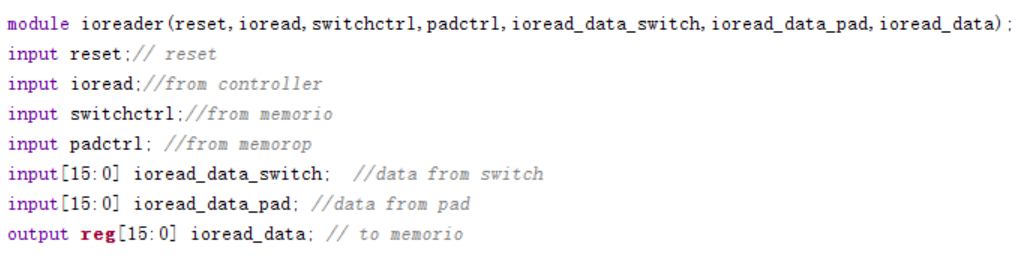 module ioreader(reset,ioread,switchctrl,padctrl,ioread_data_switch,ioread_data_pad,ioread_data);
input reset;// reset
input ioread;//from controller
input switchctrl;//from memorio
input padctrl; //from memorop
input[15:0] ioread_data_switch;  //data from switch
input[15:0] ioread_data_pad; //data from pad
output reg[15:0] ioread_data; // to memorio